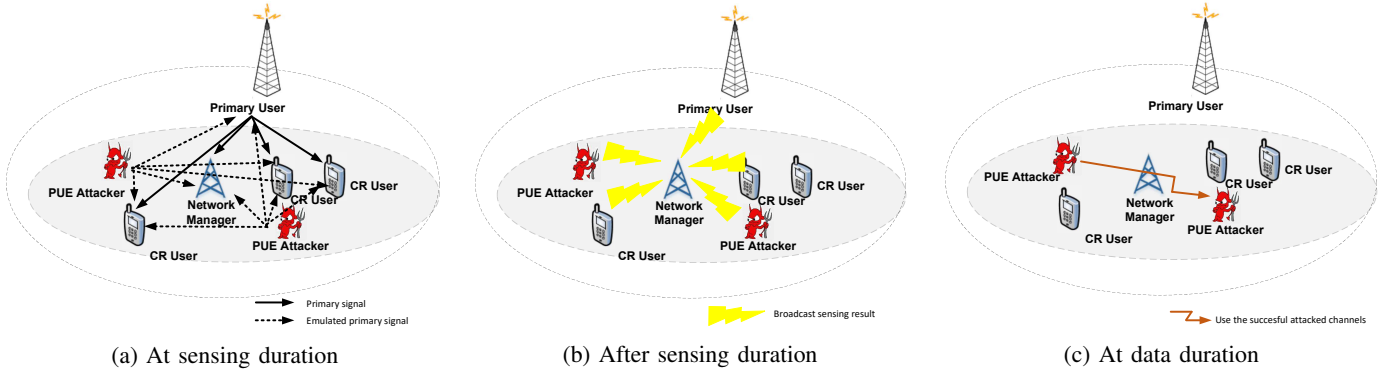 Primary User
PUE Attacker
CR User
CR User
Network
Manager
PUE Attacker
CR User
Primary signal
Emulated primary signal
(a) At sensing duration
Primary User
PUE Attacker
CR User
CR User
Network
Manager
PUE Attacker
CR User
Broadcast sensing result
(b) After sensing duration
Primary User
PUE Attacker
CR User
CR User
Network
Manager
PUE Attacker
CR User
Use the succesful attacked channels
(c) At data duration